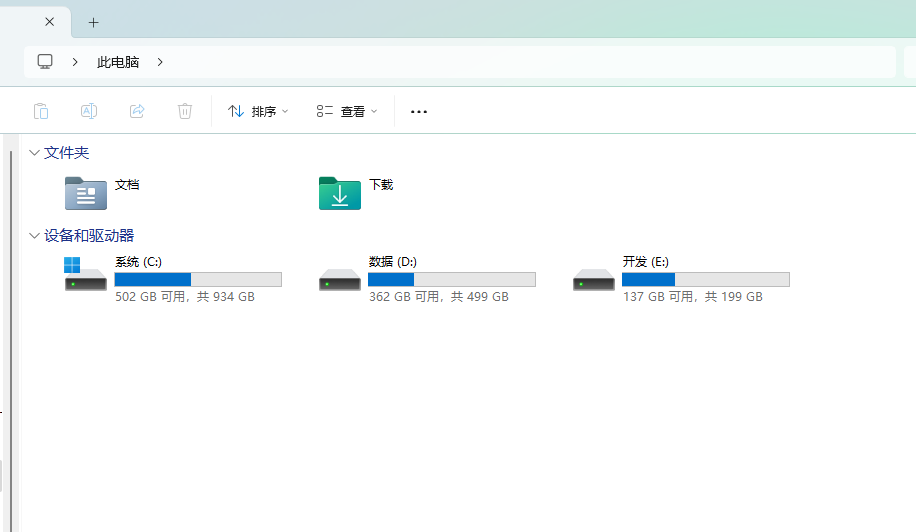 此电脑
排序 查看
文件夹
文档 下载
设备和驱动器
系统 (C:) 数据 (D:) 开发 (E:)
502 GB 可用，共 934 GB 362 GB 可用，共 499 GB 137 GB 可用，共 199 GB